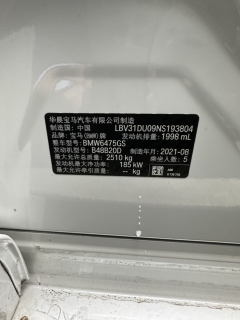 华晨宝马汽车有限公司制造
制造国：中国 LBV31DU09NS193804
品牌：宝马(BMW)牌 发动机排量：1998 mL
整车型号：BMW6475GS
发动机型号：B48B20D 制造年月：2021-08
最大允许总质量：2510 kg 乘坐人数：5
发动机最大净功率：185 kW
最大允许牵引质量：-- kg